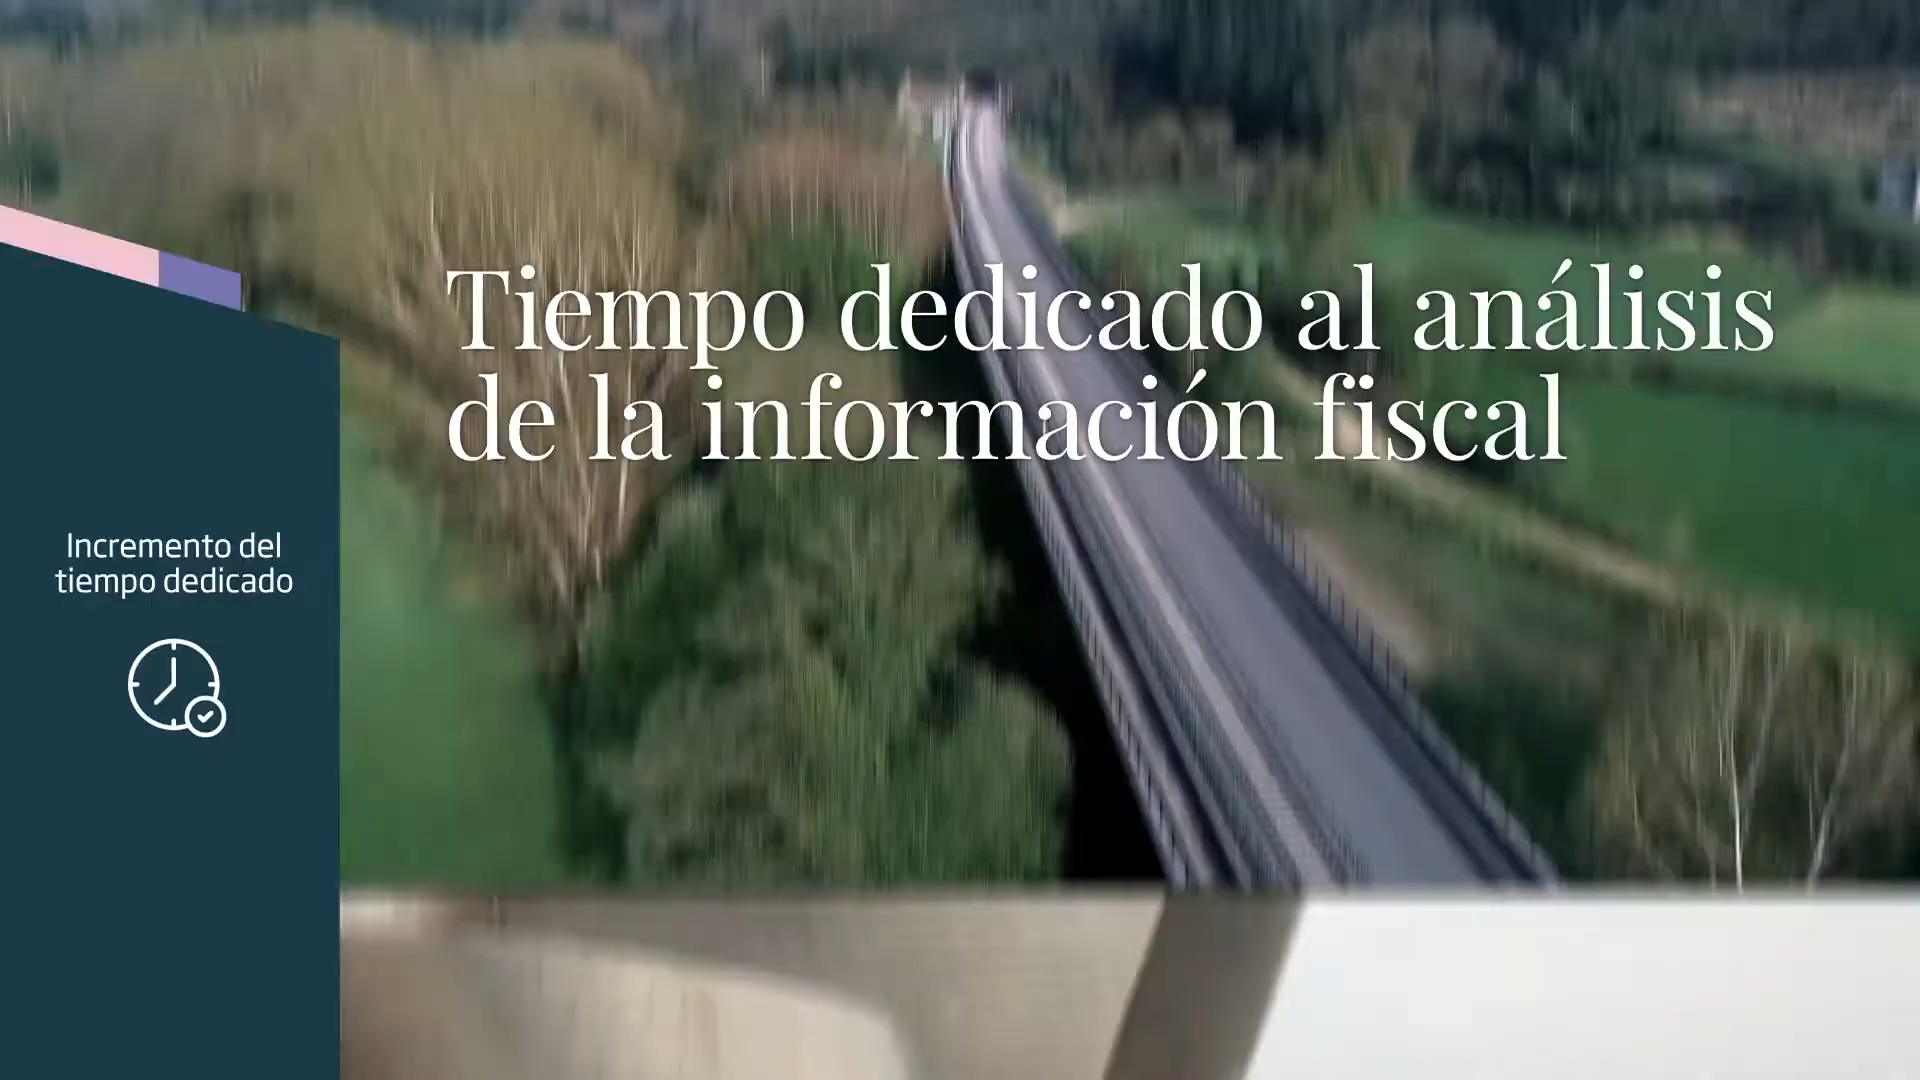 Tiempo dedicado al análisis
de la información fiscal
Incremento del
tiempo dedicado